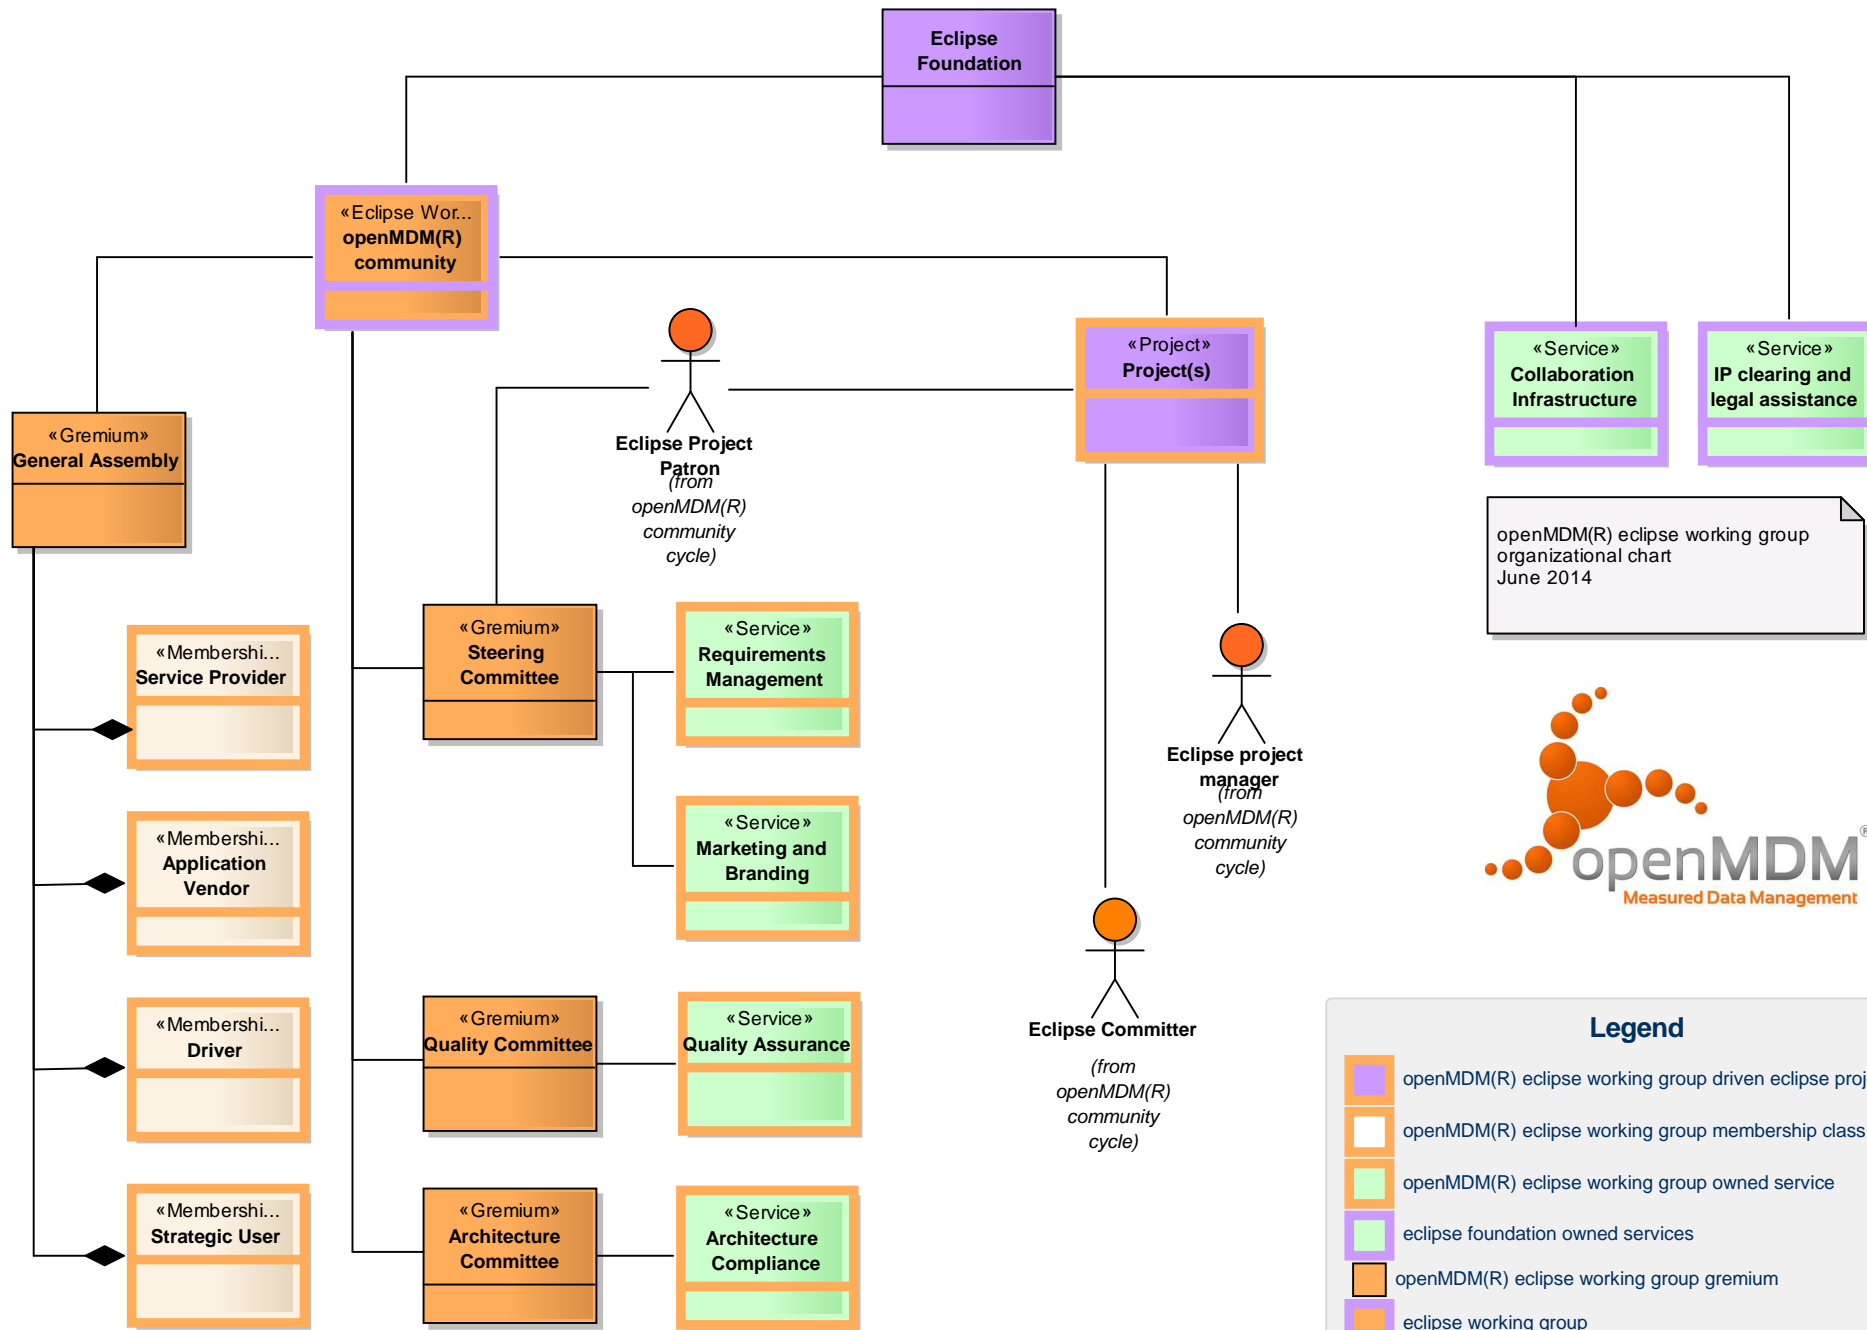 Eclipse
Foundation
«Eclipse Wor...
openMDM(R)
community
«Gremium»
General Assembly
Eclipse Project
Patron
(from
openMDM(R)
community
cycle)
«Project»
Project(s)
«Service»
Collaboration
Infrastructure
«Service»
IP clearing and
legal assistance
openMDM(R) eclipse working group
organizational chart
June 2014
«Membershi...
Service Provider
«Gremium»
Steering
Committee
«Service»
Requirements
Management
Eclipse project
manager
(from
openMDM(R)
community
cycle)
«Membershi...
Application
Vendor
«Service»
Marketing and
Branding
openMDM®
Measured Data Management
«Membershi...
Driver
«Gremium»
Quality Committee
«Service»
Quality Assurance
Eclipse Committer
(from
openMDM(R)
community
cycle)
«Membershi...
Strategic User
«Gremium»
Architecture
Committee
«Service»
Architecture
Compliance
Legend
openMDM(R) eclipse working group driven eclipse proj
openMDM(R) eclipse working group membership class
openMDM(R) eclipse working group owned service
eclipse foundation owned services
openMDM(R) eclipse working group gremium
eclipse working group